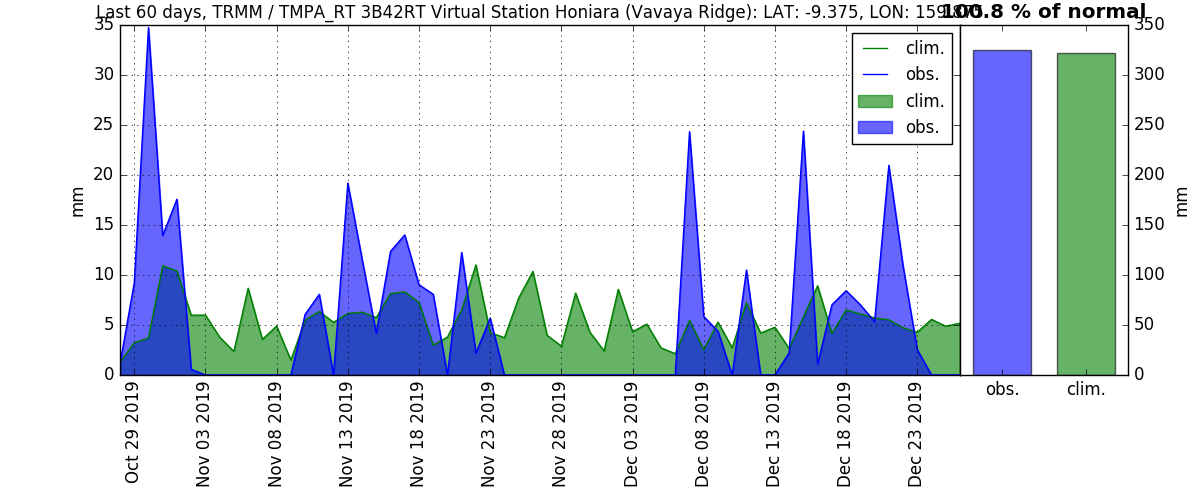 Last 60 days, TRMM / TMPA_RT 3B42RT Virtual Station Honiara (Vavaya Ridge): LAT: -9.375, LON:
100.8 % of normal
35
30
25
20
15
10
5
0
mm
clim.
obs.
clim.
obs.
350
300
250
200
150
100
50
0
mm
obs.
clim.
Oct 29 2019
Nov 03 2019
Nov 08 2019
Nov 13 2019
Nov 18 2019
Nov 23 2019
Nov 28 2019
Dec 03 2019
Dec 08 2019
Dec 13 2019
Dec 18 2019
Dec 23 2019